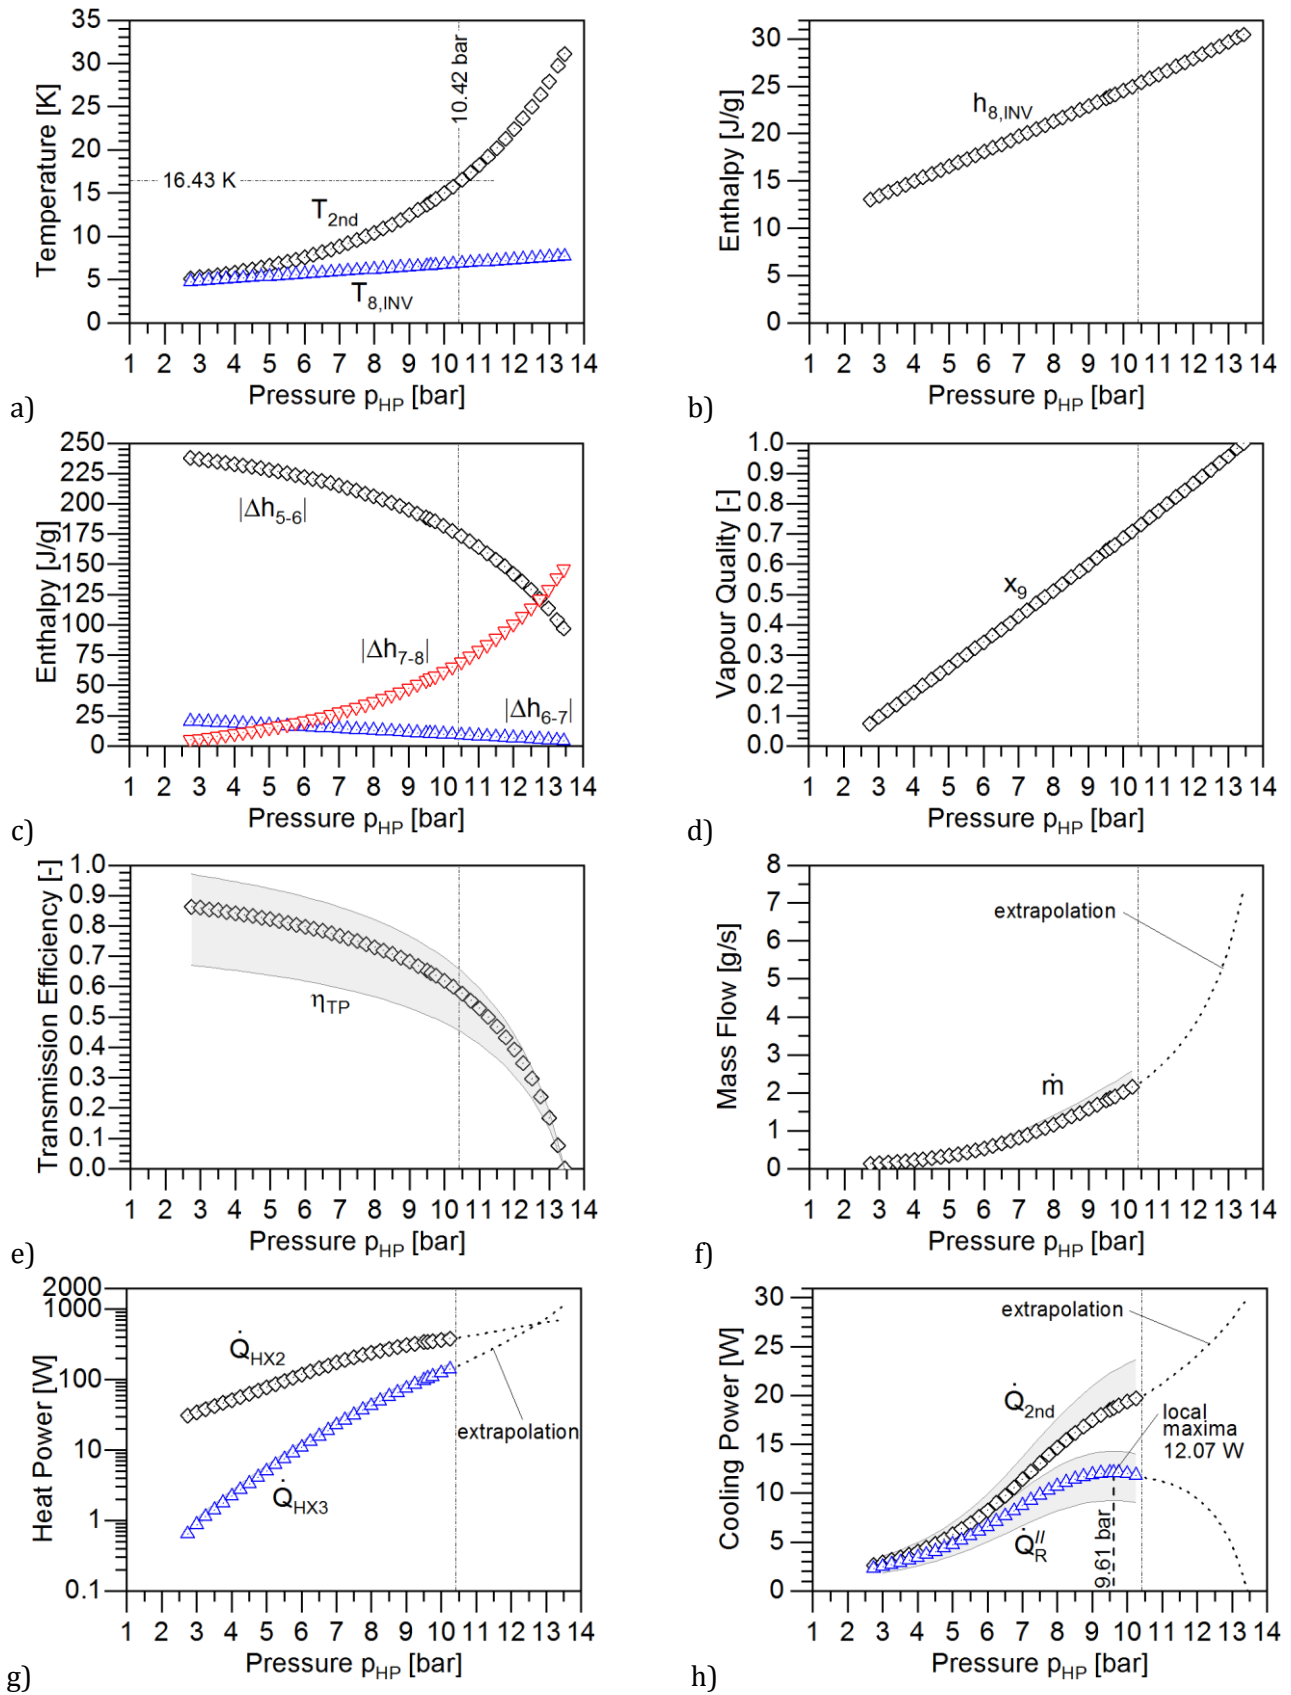 35
30
25
20
15
10
5
0
Temperature [K]
10.42 bar
16.43 K
T2nd
T8,INV
1 2 3 4 5 6 7 8 9 10 11 12 13 14
Pressure pHP [bar]
a)
30
25
20
15
10
5
0
Enthalpy [J/g]
h8,INV
1 2 3 4 5 6 7 8 9 10 11 12 13 14
Pressure pHP [bar]
b)
250
225
200
175
150
125
100
75
50
25
0
Enthalpy [J/g]
|Δh5-6|
|Δh7-8|
|Δh6-7|
1 2 3 4 5 6 7 8 9 10 11 12 13 14
Pressure pHP [bar]
c)
1.0
0.9
0.8
0.7
0.6
0.5
0.4
0.3
0.2
0.1
0.0
Vapour Quality [-]
x9
1 2 3 4 5 6 7 8 9 10 11 12 13 14
Pressure pHP [bar]
d)
1.0
0.9
0.8
0.7
0.6
0.5
0.4
0.3
0.2
0.1
0.0
Transmission Efficiency [-]
ηTP
1 2 3 4 5 6 7 8 9 10 11 12 13 14
Pressure pHP [bar]
e)
8
7
6
5
4
3
2
1
0
Mass Flow [g/s]
extrapolation
ṁ
1 2 3 4 5 6 7 8 9 10 11 12 13 14
Pressure pHP [bar]
f)
2000
1000
100
10
1
0.1
Heat Power [W]
Q̇HX2
Q̇HX3
extrapolation
1 2 3 4 5 6 7 8 9 10 11 12 13 14
Pressure pHP [bar]
g)
30
25
20
15
10
5
0
Cooling Power [W]
extrapolation
Q̇2nd
local
maxima
12.07 W
Q̇R//
9.61 bar
1 2 3 4 5 6 7 8 9 10 11 12 13 14
Pressure pHP [bar]
h)